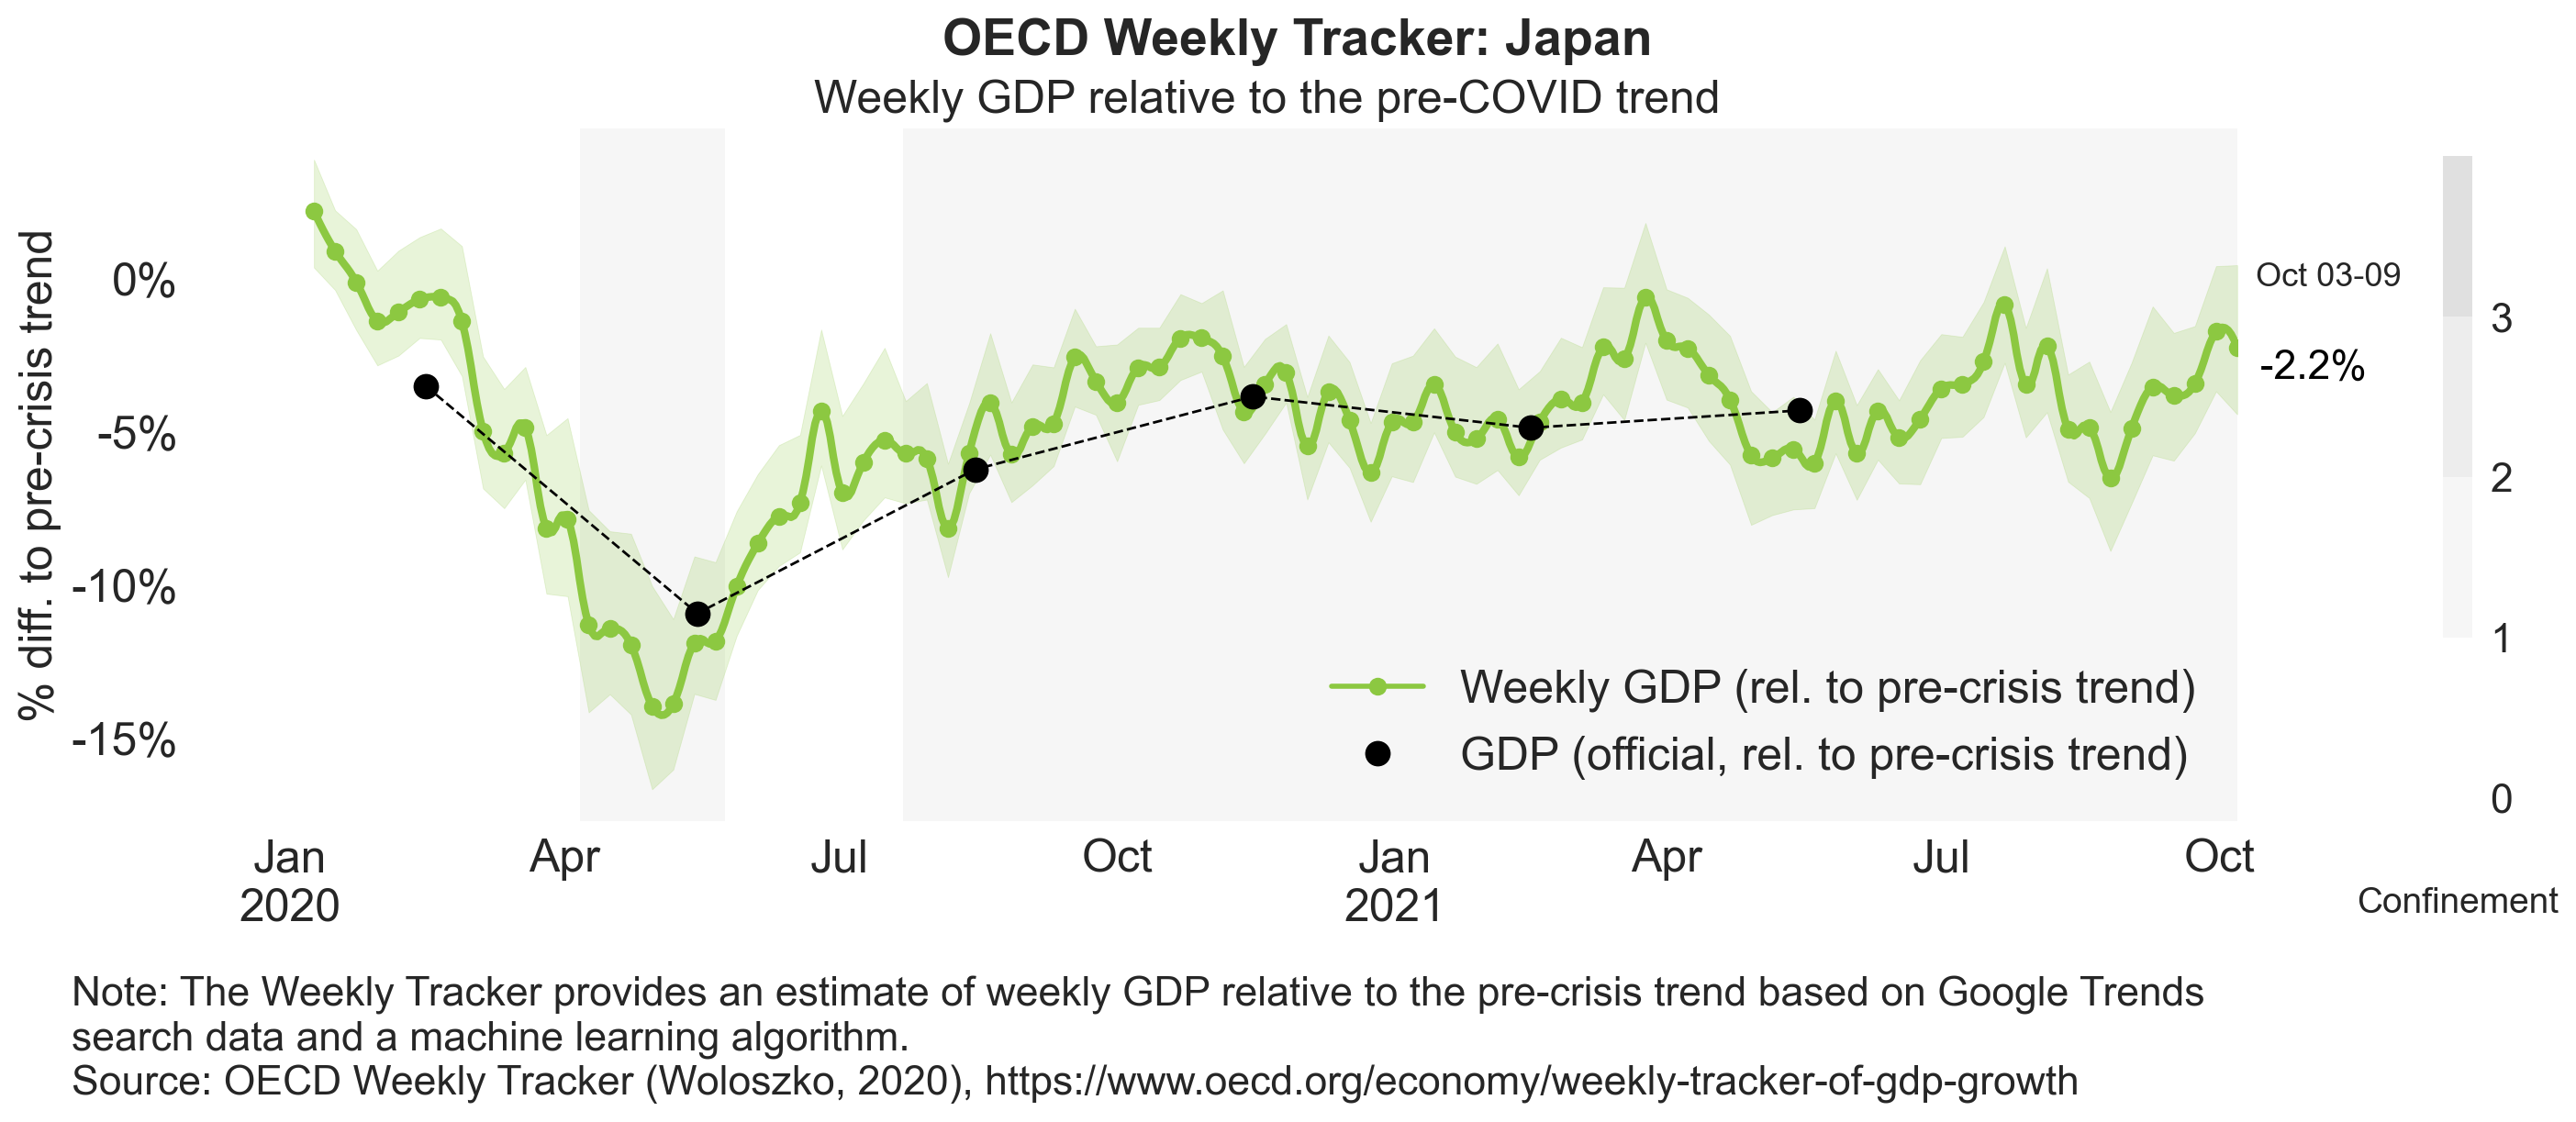 OECD Weekly Tracker: Japan
Weekly GDP relative to the pre-COVID trend
% diff. to pre-crisis trend
0%
-5%
-10%
-15%
Oct 03-09
-2.2%
3
2
1
0
Confinement
Weekly GDP (rel. to pre-crisis trend)
GDP (official, rel. to pre-crisis trend)
Jan Apr Jul Oct Jan Apr Jul Oct
2020 2021
Note: The Weekly Tracker provides an estimate of weekly GDP relative to the pre-crisis trend based on Google Trends
search data and a machine learning algorithm.
Source: OECD Weekly Tracker (Woloszko, 2020), https://www.oecd.org/economy/weekly-tracker-of-gdp-growth